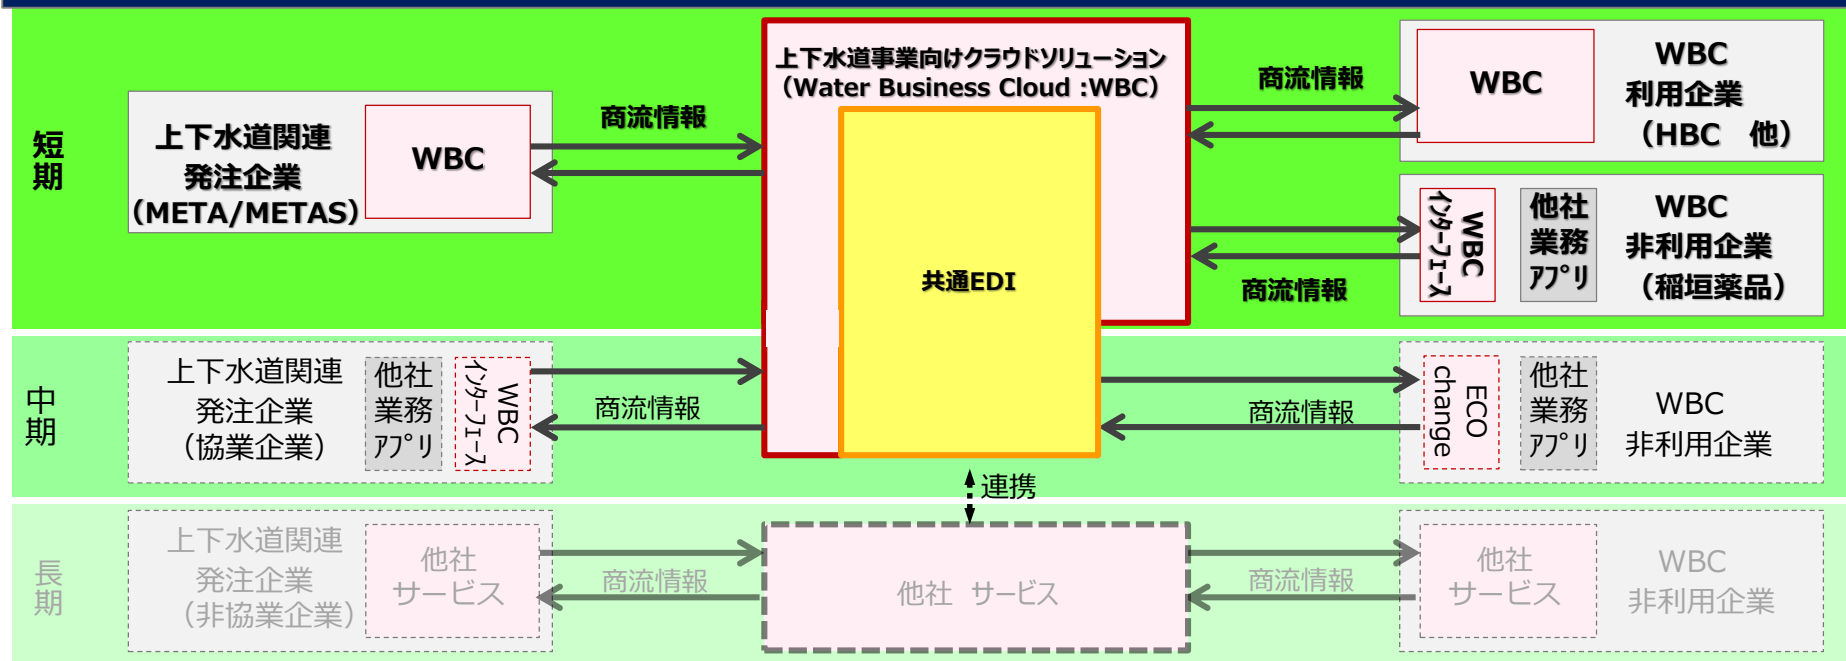 短
期
上下水道関連
発注企業
（META/METAS）
WBC
商流情報
上下水道事業向けクラウドソリューション
（Water Business Cloud :WBC）
共通EDI
商流情報
WBC
WBC
利用企業
（HBC　他）
商流情報
WBC
ｲﾝﾀｰﾌｪｰｽ
他社
業務
ｱﾌﾟﾘ
WBC
非利用企業
（稲垣薬品）
中
期
上下水道関連
発注企業
（協業企業）
他社
業務
ｱﾌﾟﾘ
WBC
ｲﾝﾀｰﾌｪｰｽ
商流情報
商流情報
ECO
change
他社
業務
ｱﾌﾟﾘ
WBC
非利用企業
連携
長
期
上下水道関連
発注企業
（非協業企業）
他社
サービス
商流情報
他社　サービス
商流情報
他社
サービス
WBC
非利用企業